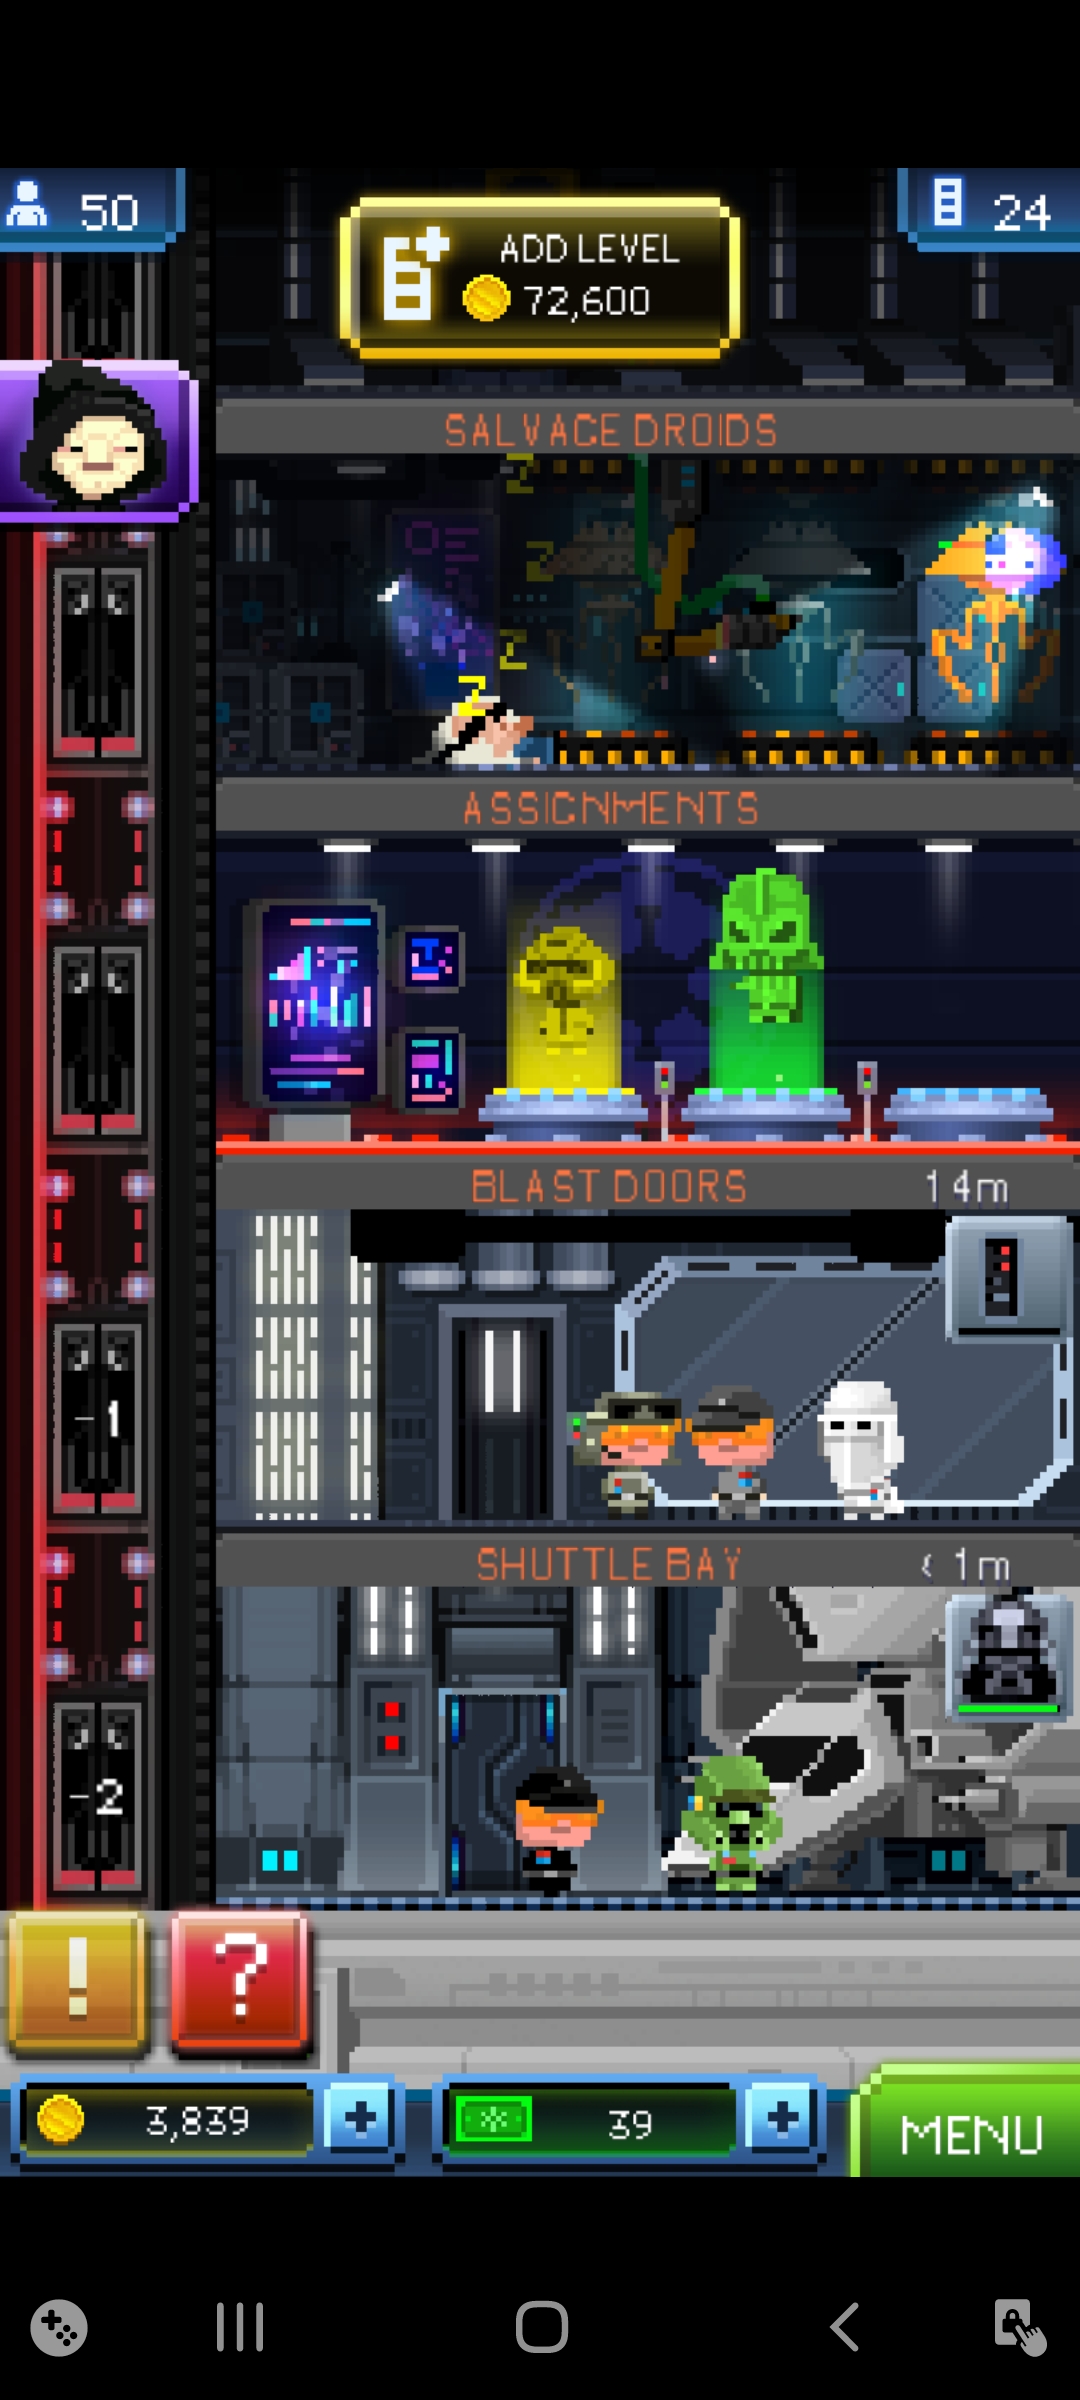 50
ADD LEVEL
72,600
24
SALVAGE DROIDS
Z
Z
Z
Z
ASSIGNMENTS
BLAST DOORS 14m
-1
SHUTTLE BAY < 1m
-2
!
?
3,839
+
39
+
MENU